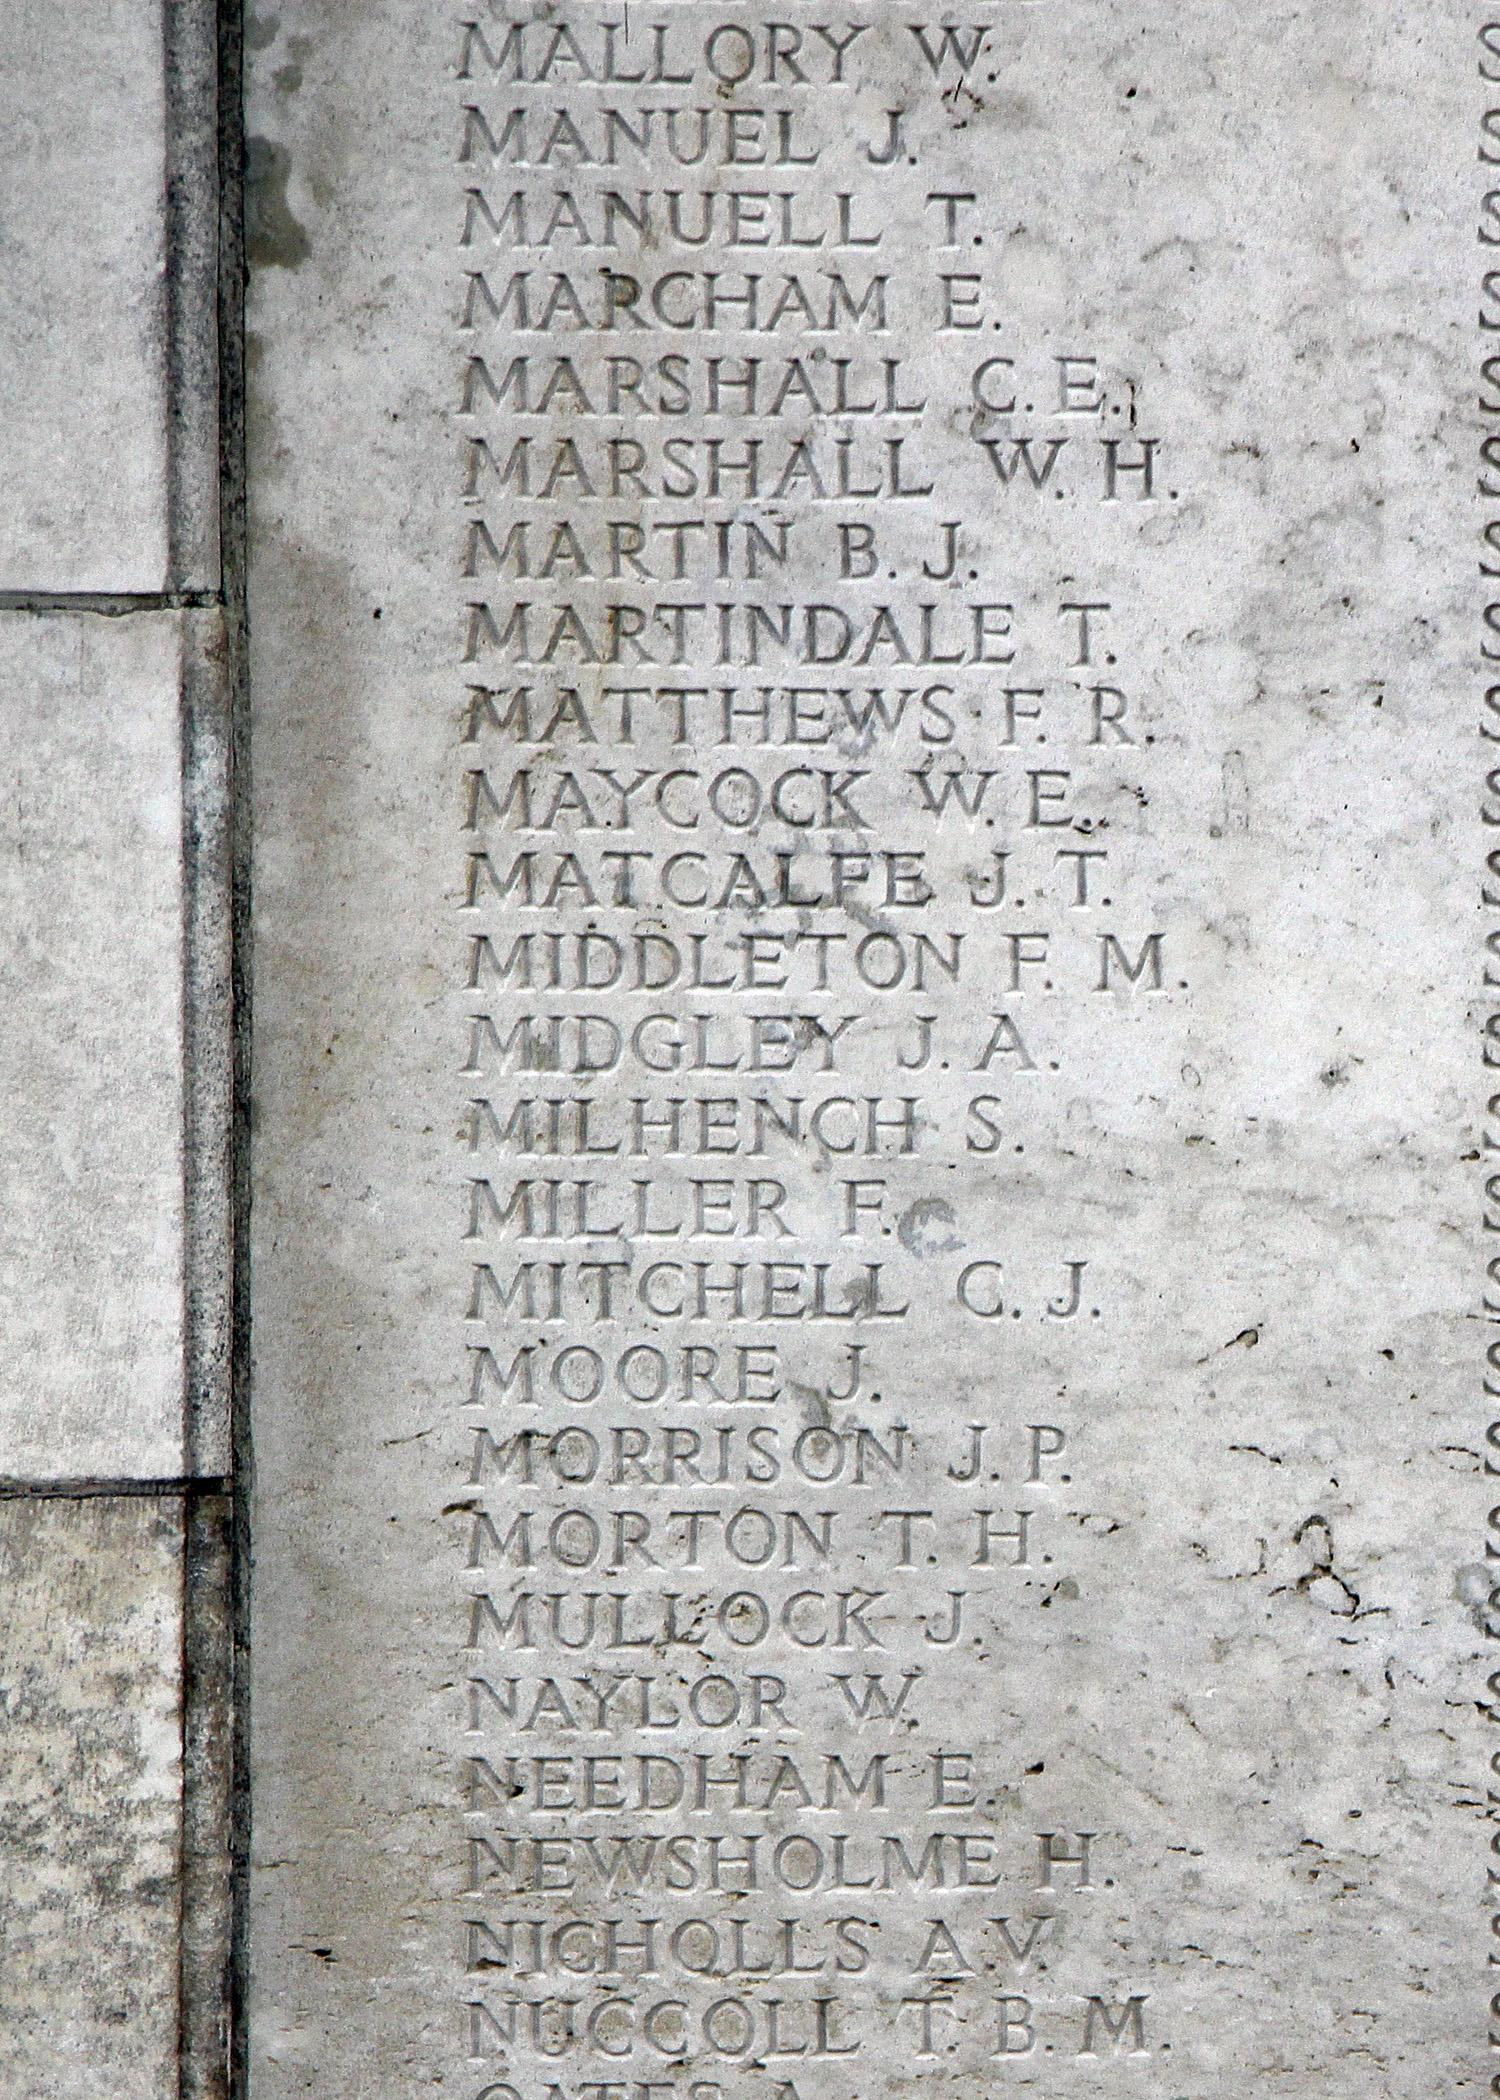 MALLORY W.
MANUEL J.
MANUELL T.
MARCHAM E.
MARSHALL C. E.
MARSHALL W. H.
MARTIN B. J.
MARTINDALE T.
MATTHEWS F. R.
MAYCOCK W. E.
MATCALFE J. T.
MIDDLETON F. M.
MIDGLEY J. A.
MILHENCH S.
MILLER F.
MITCHELL C. J.
MOORE J.
MORRISON J. P.
MORTON T. H.
MULLOCK J.
NAYLOR W.
NEEDHAM E.
NEWSHOLME H.
NICHOLLS A. V.
NUCCOLL T. B. M.
OATES A.